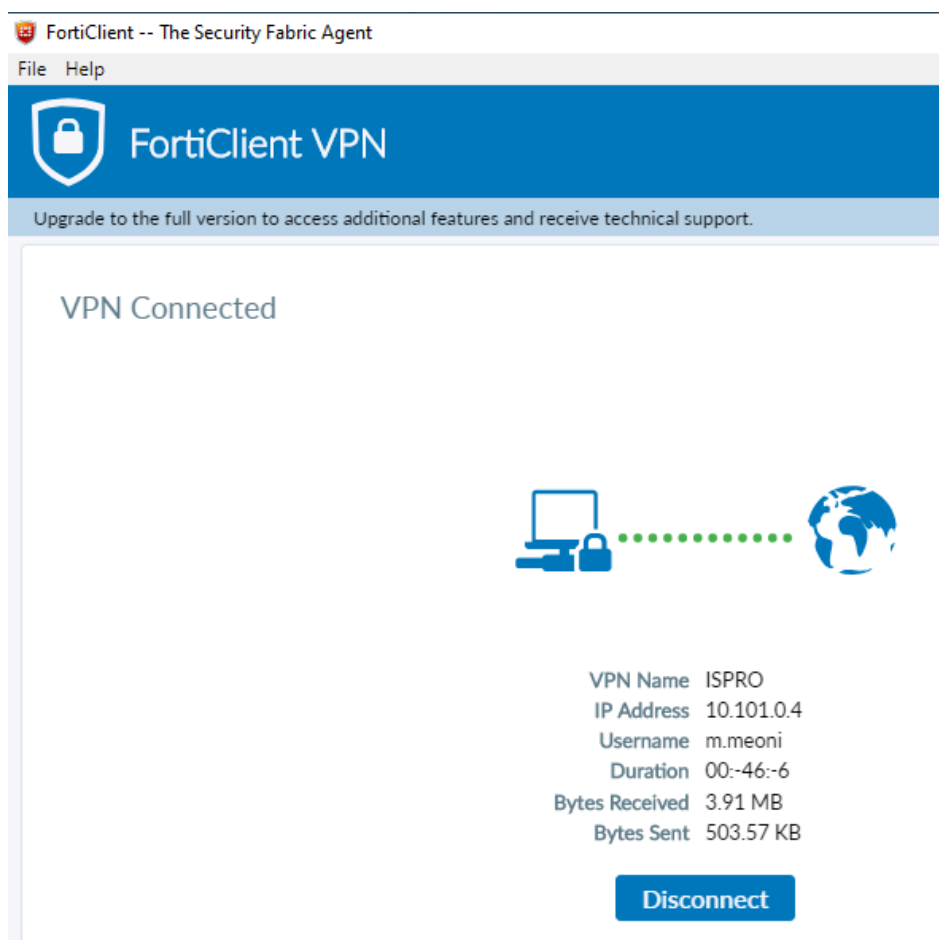 FortiClient -- The Security Fabric Agent
File Help
FortiClient VPN
Upgrade to the full version to access additional features and receive technical support.
VPN Connected
VPN Name ISPRO
IP Address 10.101.0.4
Username m.meoni
Duration 00:-46:-6
Bytes Received 3.91 MB
Bytes Sent 503.57 KB
Disconnect